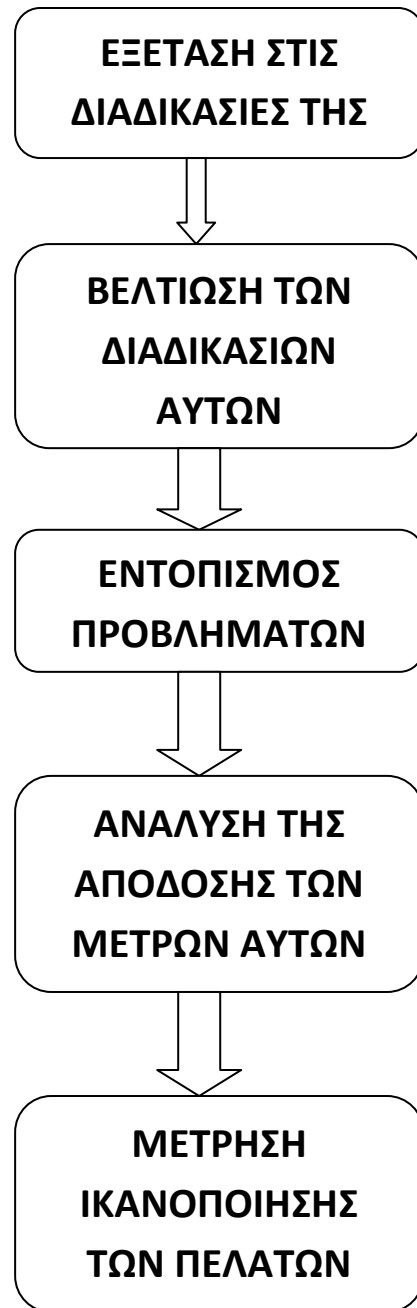 ΕΞΕΤΑΣΗ ΣΤΙΣ
ΔΙΑΔΙΚΑΣΙΕΣ ΤΗΣ
ΒΕΛΤΙΩΣΗ ΤΩΝ
ΔΙΑΔΙΚΑΣΙΩΝ
ΑΥΤΩΝ
ΕΝΤΟΠΙΣΜΟΣ
ΠΡΟΒΛΗΜΑΤΩΝ
ΑΝΑΛΥΣΗ ΤΗΣ
ΑΠΟΔΟΣΗΣ ΤΩΝ
ΜΕΤΡΩΝ ΑΥΤΩΝ
ΜΕΤΡΗΣΗ
ΙΚΑΝΟΠΟΙΗΣΗΣ
ΤΩΝ ΠΕΛΑΤΩΝ